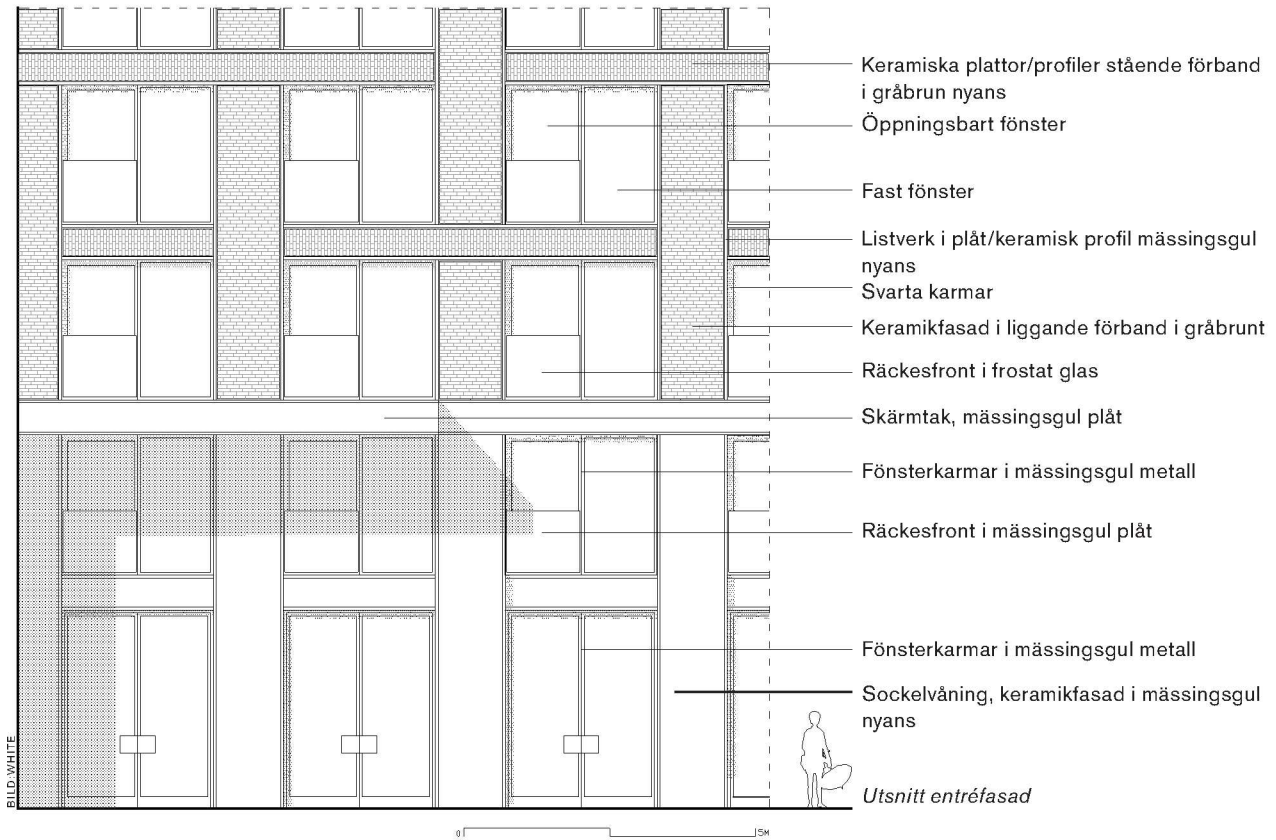 Keramiska plattor/profiler stående förband
i gråbrun nyans
Öppningsbart fönster
Fast fönster
Listverk i plåt/keramisk profil mässingsgul
nyans
Svarta karmar
Keramikfasad i liggande förband i gråbrunt
Räckesfront i frostat glas
Skärmtak, mässingsgul plåt
Fönsterkarmar i mässingsgul metall
Räckesfront i mässingsgul plåt
Fönsterkarmar i mässingsgul metall
Sockelvåning, keramikfasad i mässingsgul
nyans
Utsnitt entréfasad
BILD:WHITE
0 5M